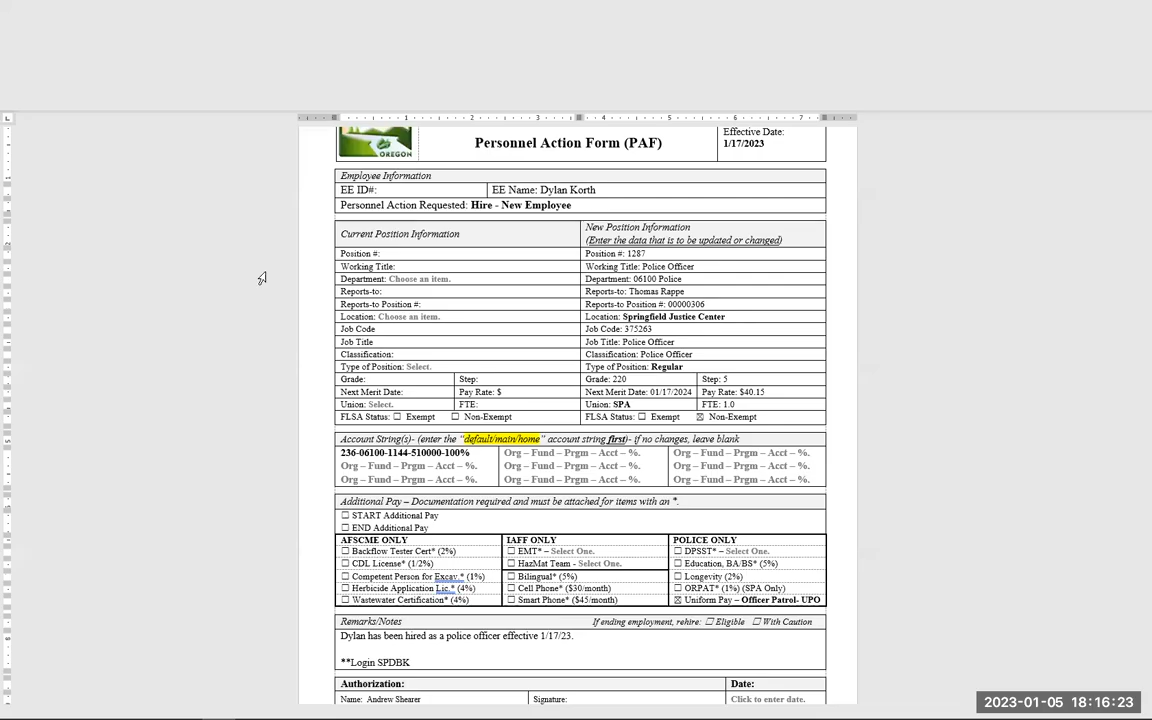 OREGON
Personnel Action Form (PAF)
Effective Date:
1/17/2023
Employee Information
EE ID#:
EE Name: Dylan Korth
Personnel Action Requested: Hire - New Employee
Current Position Information
New Position Information
(Enter the data that is to be updated or changed)
Position #:
Position #: 1287
Working Title:
Working Title: Police Officer
Department: Choose an item.
Department: 06100 Police
Reports-to:
Reports-to: Thomas Rappe
Reports-to Position #:
Reports-to Position #: 00000306
Location: Choose an item.
Location: Springfield Justice Center
Job Code
Job Code: 375263
Job Title
Job Title: Police Officer
Classification:
Classification: Police Officer
Type of Position: Select.
Type of Position: Regular
Grade:
Step:
Grade: 220
Step: 5
Next Merit Date:
Pay Rate: $
Next Merit Date: 01/17/2024
Pay Rate: $40.15
Union: Select.
FTE:
Union: SPA
FTE: 1.0
FLSA Status: ☐ Exempt ☐ Non-Exempt
FLSA Status: ☐ Exempt ☒ Non-Exempt
Account String(s)- (enter the “default/main/home” account string first)- if no changes, leave blank
236-06100-1144-510000-100%
Org – Fund – Prgm – Acct – %.
Org – Fund – Prgm – Acct – %.
Org – Fund – Prgm – Acct – %.
Org – Fund – Prgm – Acct – %.
Org – Fund – Prgm – Acct – %.
Org – Fund – Prgm – Acct – %.
Org – Fund – Prgm – Acct – %.
Org – Fund – Prgm – Acct – %.
Additional Pay – Documentation required and must be attached for items with an *.
☐ START Additional Pay
☐ END Additional Pay
AFSCME ONLY
IAFF ONLY
POLICE ONLY
☐ Backflow Tester Cert* (2%)
☐ EMT* – Select One.
☐ DPSST* – Select One.
☐ CDL License* (1/2%)
☐ HazMat Team - Select One.
☐ Education, BA/BS* (5%)
☐ Competent Person for Excav.* (1%)
☐ Bilingual* (5%)
☐ Longevity (2%)
☐ Herbicide Application Lic.* (4%)
☐ Cell Phone* ($30/month)
☐ ORPAT* (1%) (SPA Only)
☐ Wastewater Certification* (4%)
☐ Smart Phone* ($45/month)
☒ Uniform Pay – Officer Patrol- UPO
Remarks/Notes
If ending employment, rehire: ☐ Eligible ☐ With Caution
Dylan has been hired as a police officer effective 1/17/23.
**Login SPDBK
Authorization:
Date:
Name: Andrew Shearer
Signature:
Click to enter date.
2023-01-05 18:16:23